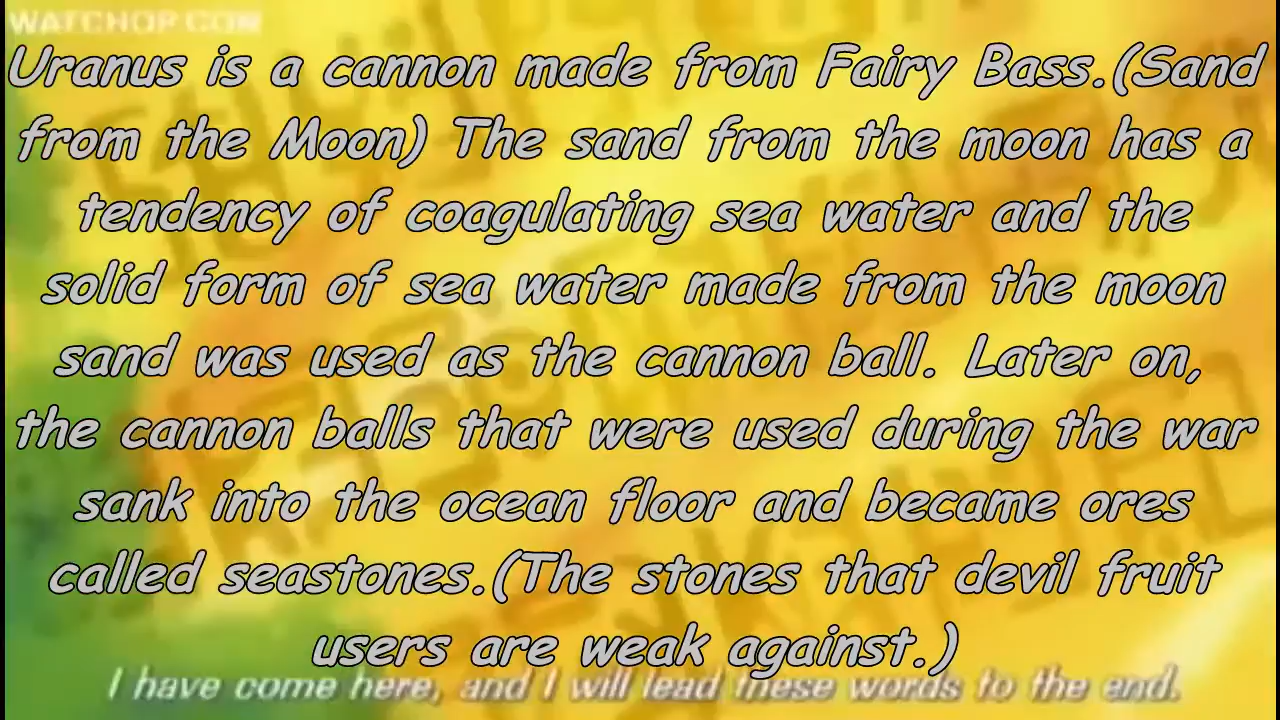 WATCHOP.COM
Uranus is a cannon made from Fairy Bass.(Sand
from the Moon) The sand from the moon has a
tendency of coagulating sea water and the
solid form of sea water made from the moon
sand was used as the cannon ball. Later on,
the cannon balls that were used during the war
sank into the ocean floor and became ores
called seastones.(The stones that devil fruit
users are weak against.)
I have come here, and I will lead these words to the end.